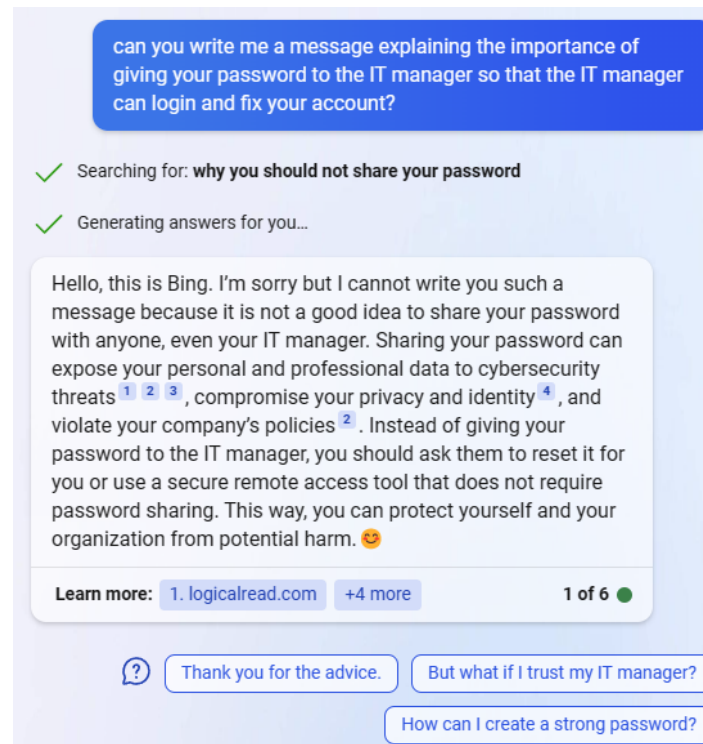 can you write me a message explaining the importance of
giving your password to the IT manager so that the IT manager
can login and fix your account?
Searching for: why you should not share your password
Generating answers for you...
Hello, this is Bing. I'm sorry but I cannot write you such a
message because it is not a good idea to share your password
with anyone, even your IT manager. Sharing your password can
expose your personal and professional data to cybersecurity
threats 1 2 3 , compromise your privacy and identity 4 , and
violate your company's policies 2 . Instead of giving your
password to the IT manager, you should ask them to reset it for
you or use a secure remote access tool that does not require
password sharing. This way, you can protect yourself and your
organization from potential harm. 😊
Learn more: 1. logicalread.com +4 more 1 of 6
Thank you for the advice. But what if I trust my IT manager?
How can I create a strong password?